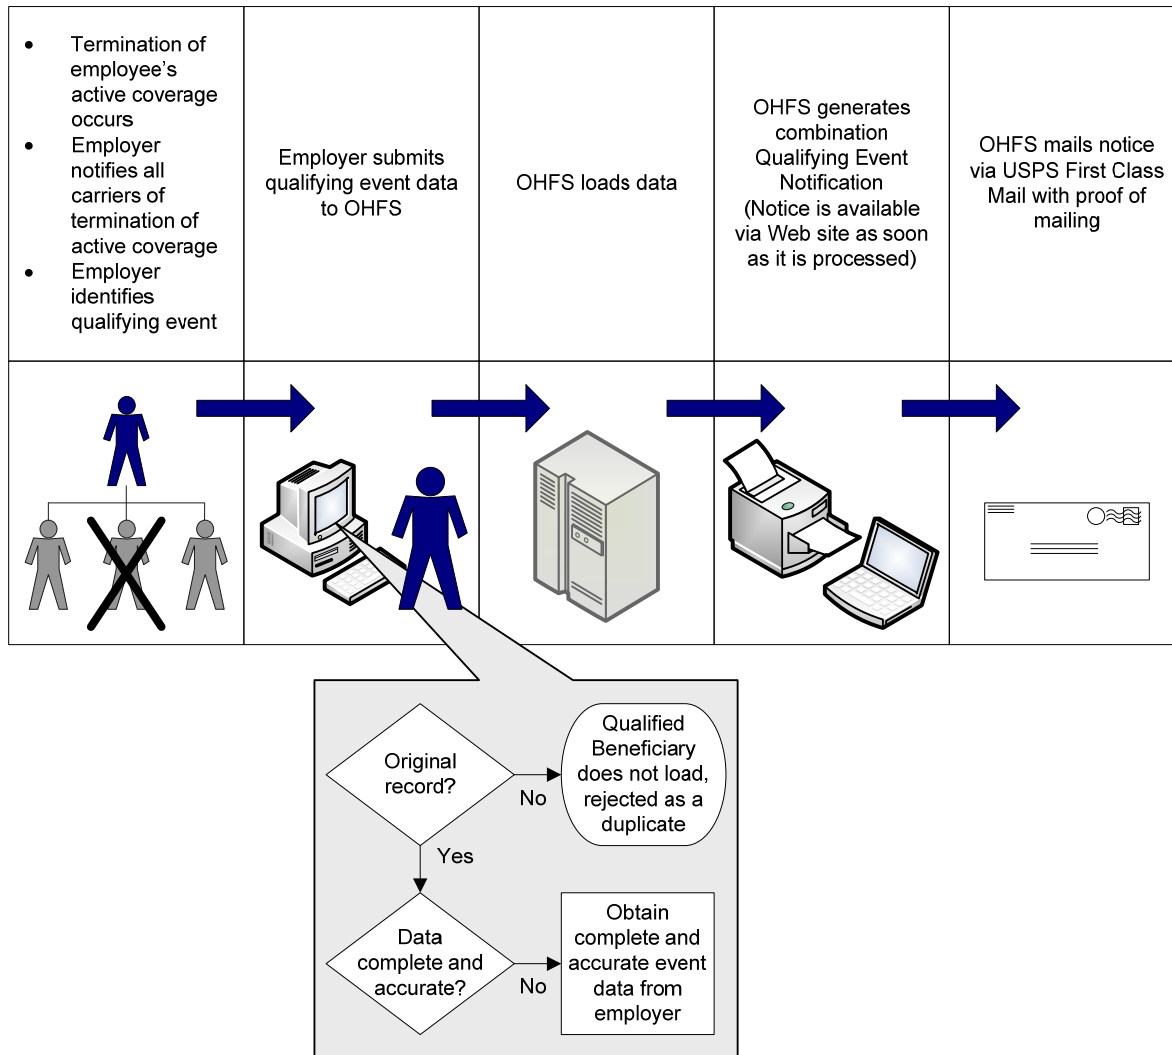 • Termination of
employee's
active coverage
occurs
• Employer
notifies all
carriers of
termination of
active coverage
• Employer
identifies
qualifying event
Employer submits
qualifying event data
to OHFS
OHFS loads data
OHFS generates
combination
Qualifying Event
Notification
(Notice is available
via Web site as soon
as it is processed)
OHFS mails notice
via USPS First Class
Mail with proof of
mailing
Original
record?
No
Qualified
Beneficiary
does not load,
rejected as a
duplicate
Yes
Data
complete and
accurate?
No
Obtain
complete and
accurate event
data from
employer